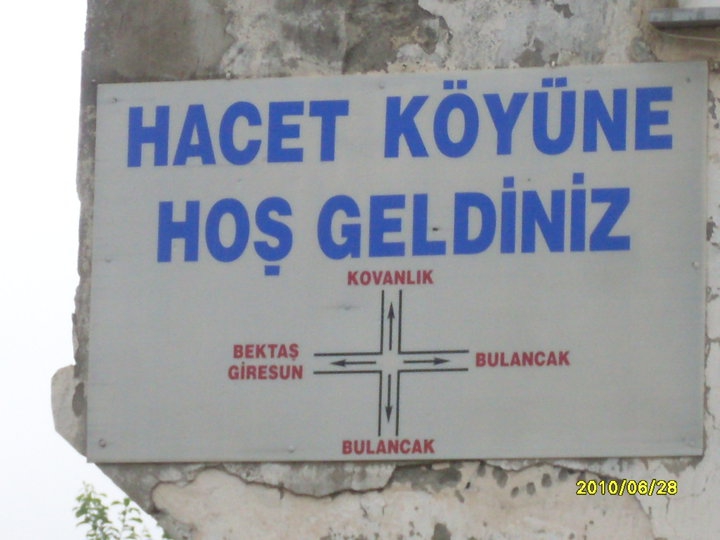 HACET KÖYÜNE
HOŞ GELDİNİZ
KOVANLIK
BEKTAŞ
GİRESUN
BULANCAK
BULANCAK
2010/06/28